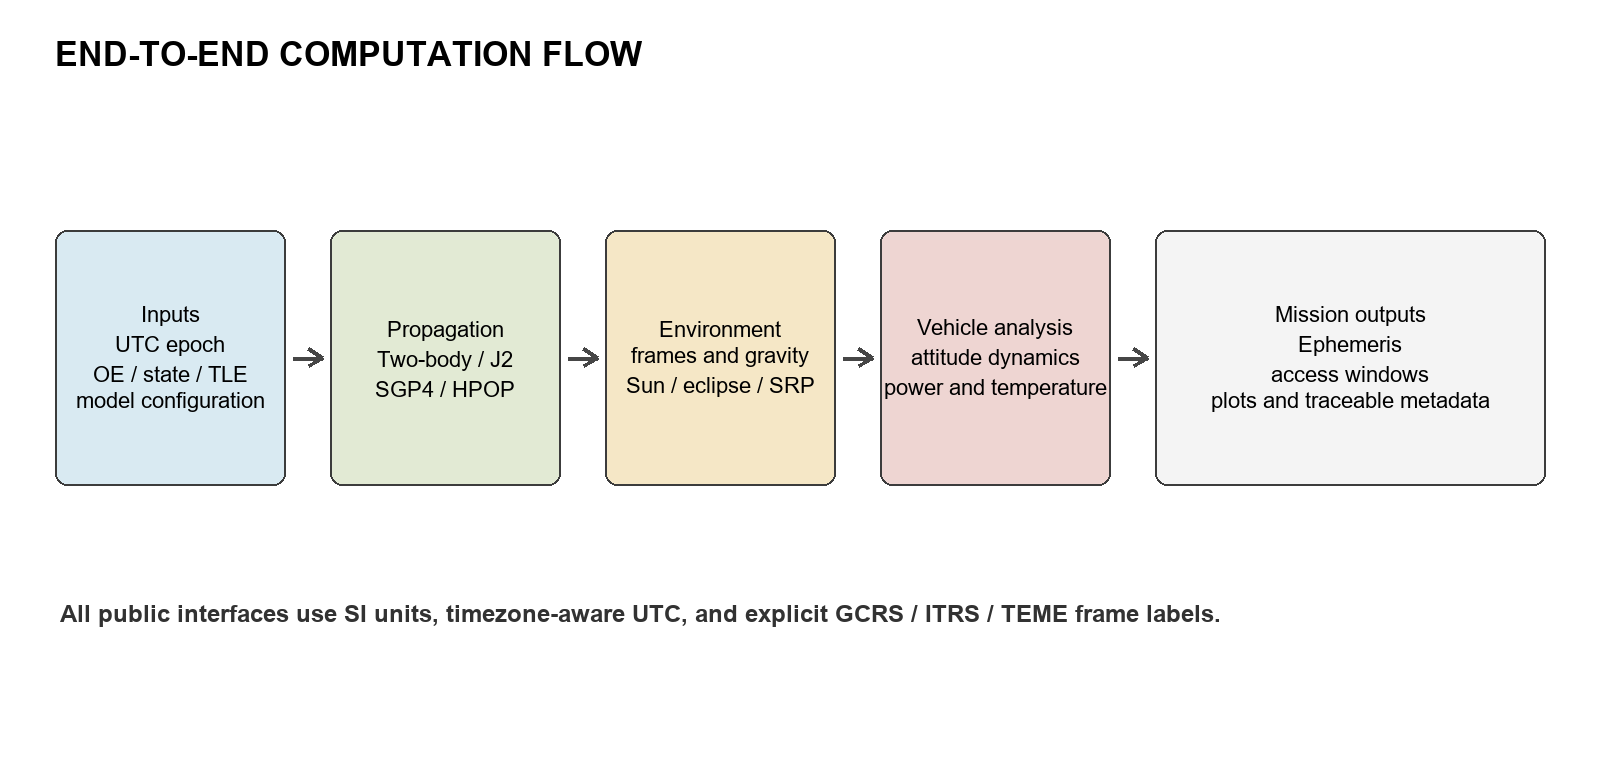 END-TO-END COMPUTATION FLOW
Inputs
UTC epoch
OE / state / TLE
model configuration
Propagation
Two-body / J2
SGP4 / HPOP
Environment
frames and gravity
Sun / eclipse / SRP
Vehicle analysis
attitude dynamics
power and temperature
Mission outputs
Ephemeris
access windows
plots and traceable metadata
All public interfaces use SI units, timezone-aware UTC, and explicit GCRS / ITRS / TEME frame labels.